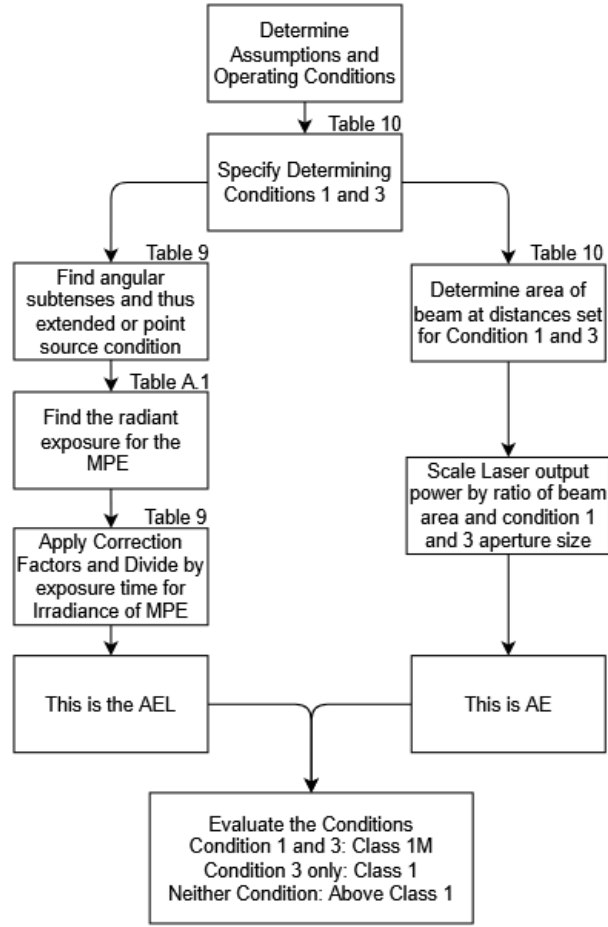 Determine
Assumptions and
Operating Conditions
Table 10
Specify Determining
Conditions 1 and 3
Table 9
Find angular
subtenses and thus
extended or point
source condition
Table A.1
Find the radiant
exposure for the
MPE
Table 9
Apply Correction
Factors and Divide by
exposure time for
Irradiance of MPE
This is the AEL
Table 10
Determine area of
beam at distances set
for Condition 1 and 3
Scale Laser output
power by ratio of beam
area and condition 1
and 3 aperture size
This is AE
Evaluate the Conditions
Condition 1 and 3: Class 1M
Condition 3 only: Class 1
Neither Condition: Above Class 1